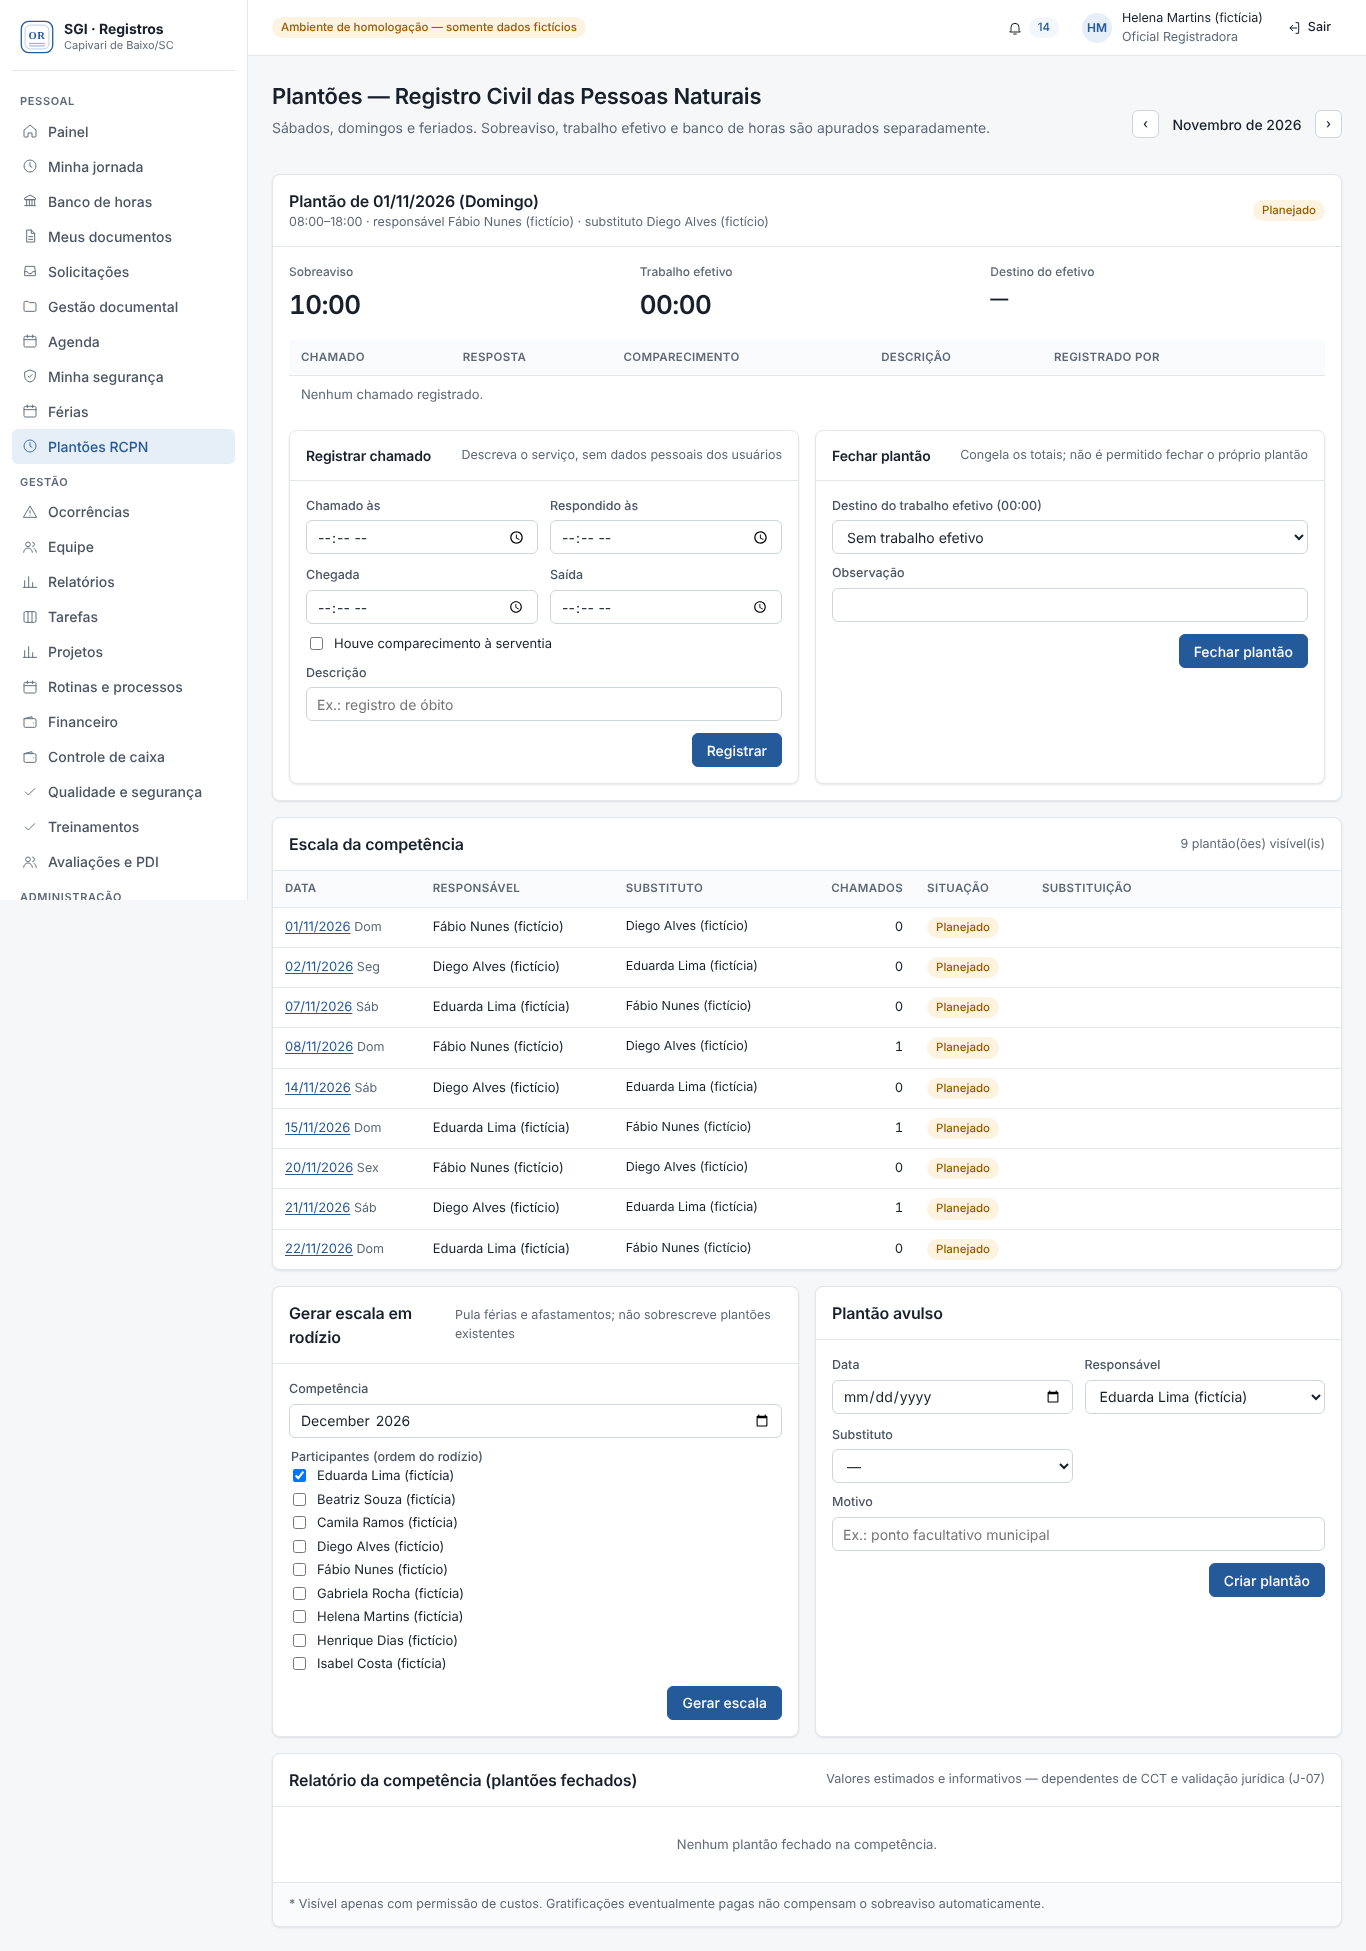 OR
SGI · Registros
Capivari de Baixo/SC
PESSOAL
Painel
Minha jornada
Banco de horas
Meus documentos
Solicitações
Gestão documental
Agenda
Minha segurança
Férias
Plantões RCPN
GESTÃO
Ocorrências
Equipe
Relatórios
Tarefas
Projetos
Rotinas e processos
Financeiro
Controle de caixa
Qualidade e segurança
Treinamentos
Avaliações e PDI
ADMINISTRAÇÃO
Ambiente de homologação — somente dados fictícios
14
HM
Helena Martins (fictícia)
Oficial Registradora
Sair
Plantões — Registro Civil das Pessoas Naturais
Sábados, domingos e feriados. Sobreaviso, trabalho efetivo e banco de horas são apurados separadamente.
‹ Novembro de 2026 ›
Plantão de 01/11/2026 (Domingo)
08:00–18:00 · responsável Fábio Nunes (fictício) · substituto Diego Alves (fictício)
Planejado
Sobreaviso Trabalho efetivo Destino do efetivo
10:00 00:00 —
CHAMADO RESPOSTA COMPARECIMENTO DESCRIÇÃO REGISTRADO POR
Nenhum chamado registrado.
Registrar chamado Descreva o serviço, sem dados pessoais dos usuários
Chamado às Respondido às
--:-- -- --:-- --
Chegada Saída
--:-- -- --:-- --
Houve comparecimento à serventia
Descrição
Ex.: registro de óbito
Registrar
Fechar plantão Congela os totais; não é permitido fechar o próprio plantão
Destino do trabalho efetivo (00:00)
Sem trabalho efetivo
Observação
Fechar plantão
Escala da competência 9 plantão(ões) visível(is)
DATA RESPONSÁVEL SUBSTITUTO CHAMADOS SITUAÇÃO SUBSTITUIÇÃO
01/11/2026 Dom Fábio Nunes (fictício) Diego Alves (fictício) 0 Planejado
02/11/2026 Seg Diego Alves (fictício) Eduarda Lima (fictícia) 0 Planejado
07/11/2026 Sáb Eduarda Lima (fictícia) Fábio Nunes (fictício) 0 Planejado
08/11/2026 Dom Fábio Nunes (fictício) Diego Alves (fictício) 1 Planejado
14/11/2026 Sáb Diego Alves (fictício) Eduarda Lima (fictícia) 0 Planejado
15/11/2026 Dom Eduarda Lima (fictícia) Fábio Nunes (fictício) 1 Planejado
20/11/2026 Sex Fábio Nunes (fictício) Diego Alves (fictício) 0 Planejado
21/11/2026 Sáb Diego Alves (fictício) Eduarda Lima (fictícia) 1 Planejado
22/11/2026 Dom Eduarda Lima (fictícia) Fábio Nunes (fictício) 0 Planejado
Gerar escala em
rodízio
Pula férias e afastamentos; não sobrescreve plantões
existentes
Competência
December 2026
Participantes (ordem do rodízio)
Eduarda Lima (fictícia)
Beatriz Souza (fictícia)
Camila Ramos (fictícia)
Diego Alves (fictício)
Fábio Nunes (fictício)
Gabriela Rocha (fictícia)
Helena Martins (fictícia)
Henrique Dias (fictício)
Isabel Costa (fictícia)
Gerar escala
Plantão avulso
Data Responsável
mm/dd/yyyy Eduarda Lima (fictícia)
Substituto
—
Motivo
Ex.: ponto facultativo municipal
Criar plantão
Relatório da competência (plantões fechados) Valores estimados e informativos — dependentes de CCT e validação jurídica (J-07)
Nenhum plantão fechado na competência.
* Visível apenas com permissão de custos. Gratificações eventualmente pagas não compensam o sobreaviso automaticamente.